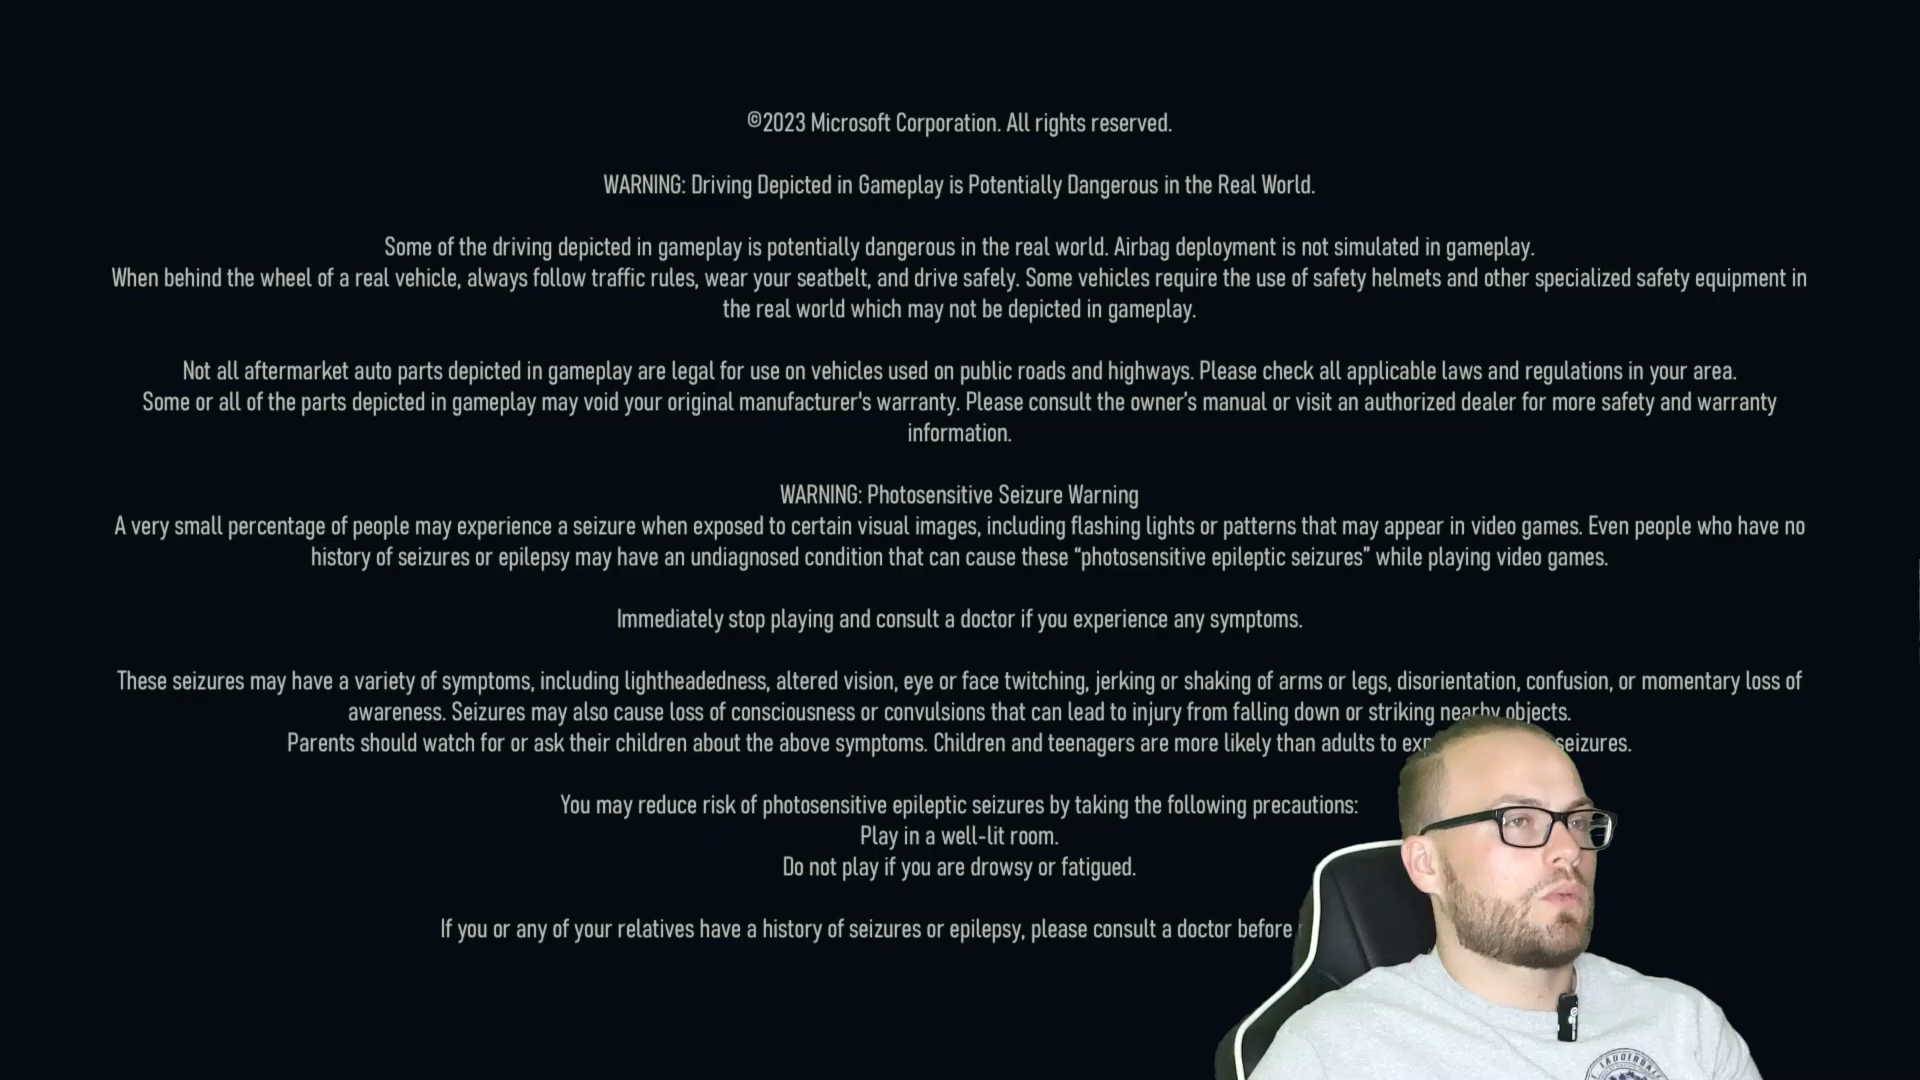 ©2023 Microsoft Corporation. All rights reserved.
WARNING: Driving Depicted in Gameplay is Potentially Dangerous in the Real World.
Some of the driving depicted in gameplay is potentially dangerous in the real world. Airbag deployment is not simulated in gameplay.
When behind the wheel of a real vehicle, always follow traffic rules, wear your seatbelt, and drive safely. Some vehicles require the use of safety helmets and other specialized safety equipment in
the real world which may not be depicted in gameplay.
Not all aftermarket auto parts depicted in gameplay are legal for use on vehicles used on public roads and highways. Please check all applicable laws and regulations in your area.
Some or all of the parts depicted in gameplay may void your original manufacturer's warranty. Please consult the owner’s manual or visit an authorized dealer for more safety and warranty
information.
WARNING: Photosensitive Seizure Warning
A very small percentage of people may experience a seizure when exposed to certain visual images, including flashing lights or patterns that may appear in video games. Even people who have no
history of seizures or epilepsy may have an undiagnosed condition that can cause these “photosensitive epileptic seizures” while playing video games.
Immediately stop playing and consult a doctor if you experience any symptoms.
These seizures may have a variety of symptoms, including lightheadedness, altered vision, eye or face twitching, jerking or shaking of arms or legs, disorientation, confusion, or momentary loss of
awareness. Seizures may also cause loss of consciousness or convulsions that can lead to injury from falling down or striking nearby objects.
Parents should watch for or ask their children about the above symptoms. Children and teenagers are more likely than adults to seizures.
You may reduce risk of photosensitive epileptic seizures by taking the following precautions:
Play in a well-lit room.
Do not play if you are drowsy or fatigued.
If you or any of your relatives have a history of seizures or epilepsy, please consult a doctor before